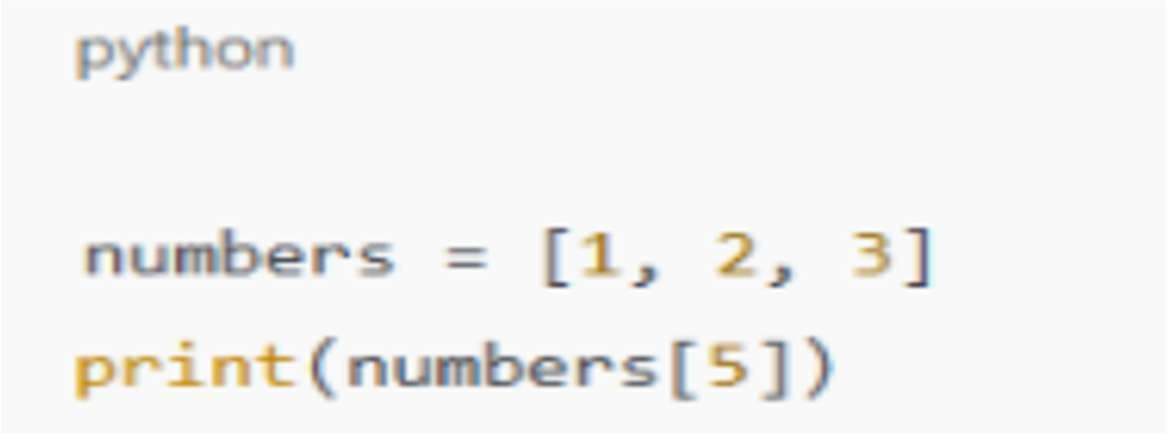 python
numbers = [1, 2, 3]
print(numbers[5])